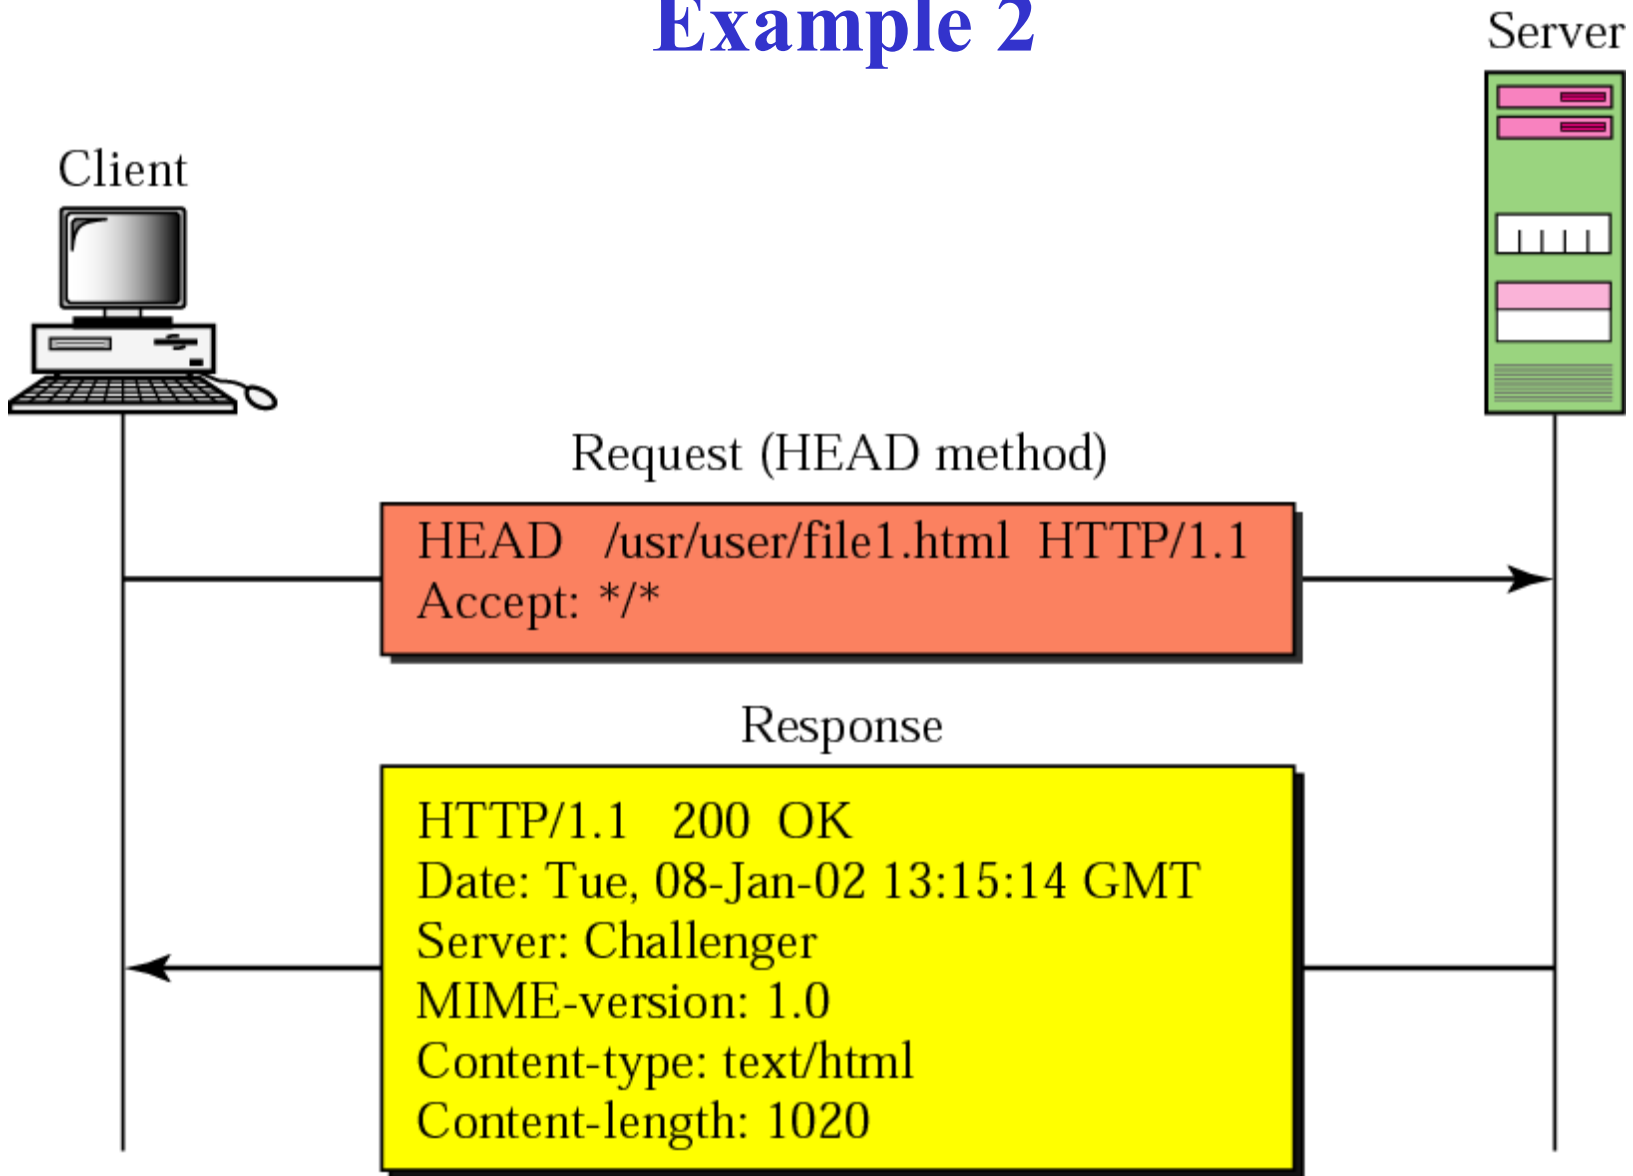 Example 2
Server
Client
Request (HEAD method)
HEAD /usr/user/file1.html HTTP/1.1
Accept: */*
Response
HTTP/1.1 200 OK
Date: Tue, 08-Jan-02 13:15:14 GMT
Server: Challenger
MIME-version: 1.0
Content-type: text/html
Content-length: 1020